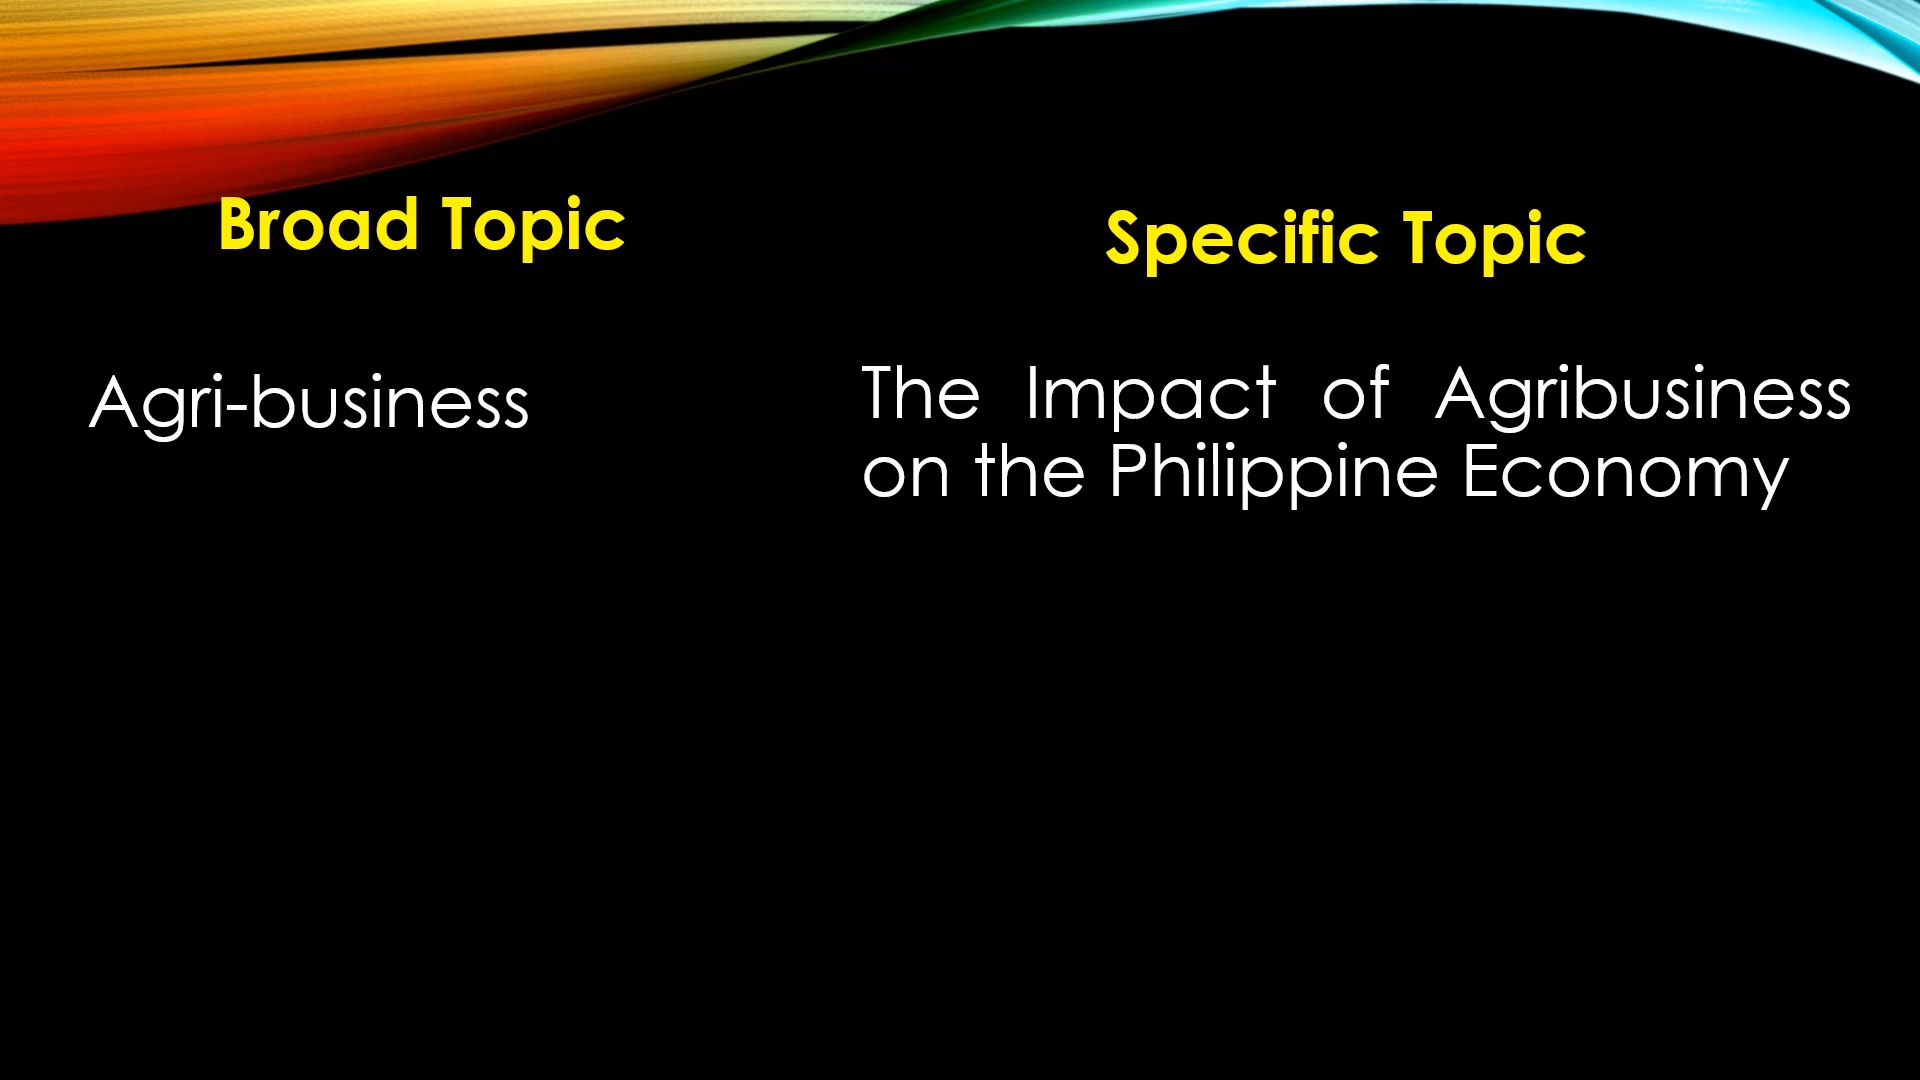 Broad Topic
Specific Topic
Agri-business
The Impact of Agribusiness
on the Philippine Economy